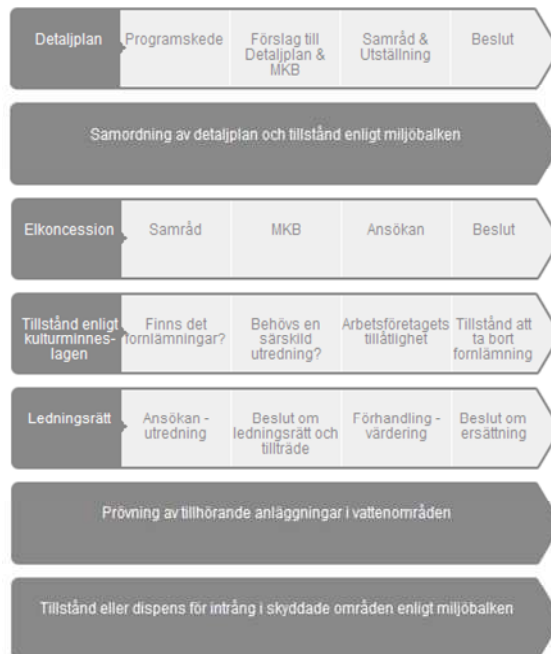 Detaljplan
Programskede
Förslag till
Detaljplan &
MKB
Samråd &
Utställning
Beslut
Samordning av detaljplan och tillstånd enligt miljöbalken
Elkoncession
Samråd
MKB
Ansökan
Beslut
Tillstånd enligt
kulturminnes-
lagen
Finns det
fornlämningar?
Behövs en
särskild
utredning?
Arbetsföretagets
tillåtlighet
Tillstånd att
ta bort
fornlämning
Ledningsrätt
Ansökan -
utredning
Beslut om
ledningsrätt och
tillträde
Förhandling -
värdering
Beslut om
ersättning
Prövning av tillhörande anläggningar i vattenområden
Tillstånd eller dispens för intrång i skyddade områden enligt miljöbalken